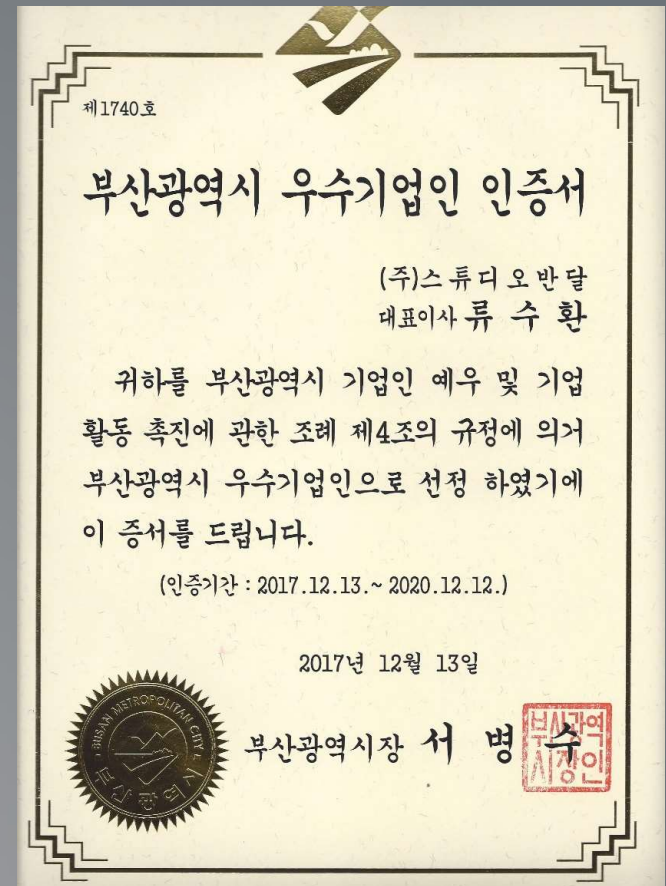 제1740호
부산광역시 우수기업인 인증서
(주)스튜디오반달
대표이사 류 수 환
귀하를 부산광역시 기업인 예우 및 기업
활동 촉진에 관한 조례 제4조의 규정에 의거
부산광역시 우수기업인으로 선정 하였기에
이 증서를 드립니다.
(인증기간 : 2017.12.13.~ 2020.12.12.)
2017년 12월 13일
BUSAN METROPOLITAN CITY
부산광역시
부산광역시장 서 병 수
부산광역
시장인